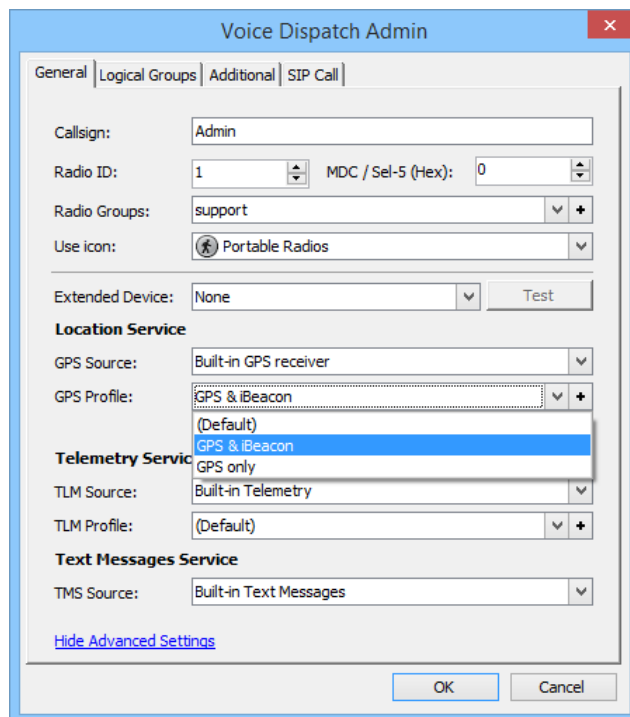 Voice Dispatch Admin
General Logical Groups Additional SIP Call
Callsign: Admin
Radio ID: 1 MDC / Sel-5 (Hex): 0
Radio Groups: support
Use icon: Portable Radios
Extended Device: None Test
Location Service
GPS Source: Built-in GPS receiver
GPS Profile: GPS & iBeacon
(Default)
GPS & iBeacon
Telemetry Servic
GPS only
TLM Source: Built-in Telemetry
TLM Profile: (Default)
Text Messages Service
TMS Source: Built-in Text Messages
Hide Advanced Settings
OK Cancel